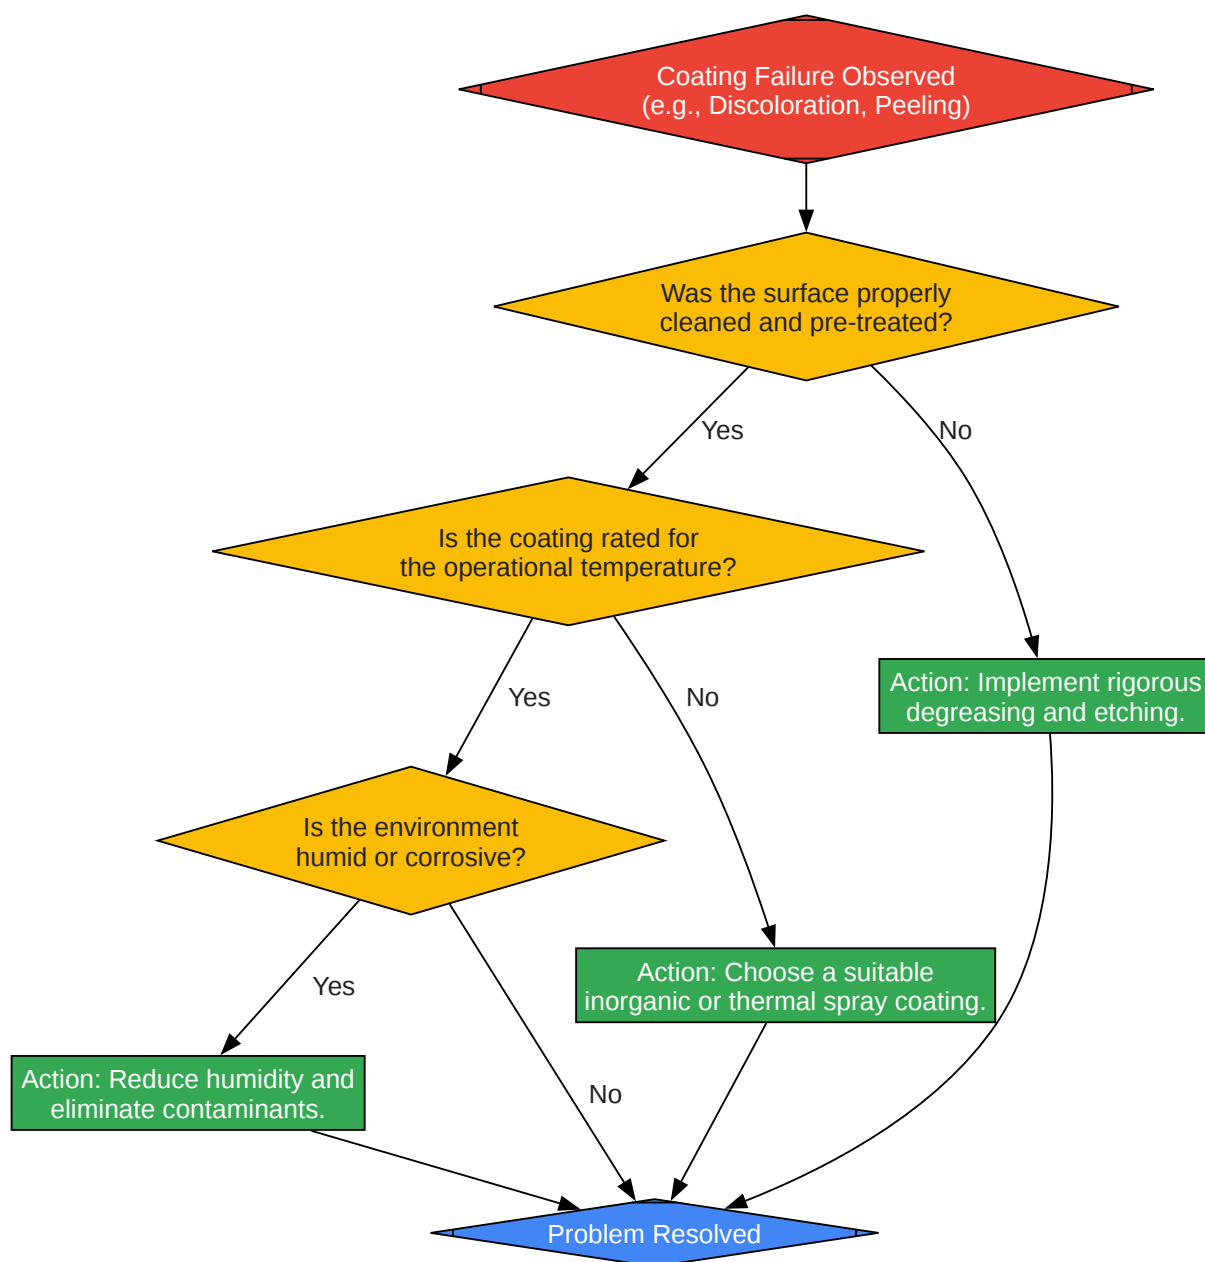 Coating Failure Observed
(e.g., Discoloration, Peeling)
Was the surface properly
cleaned and pre-treated?
Yes
No
Is the coating rated for
the operational temperature?
Yes
No
Action: Implement rigorous
degreasing and etching.
Is the environment
humid or corrosive?
Yes
No
Action: Choose a suitable
inorganic or thermal spray coating.
Action: Reduce humidity and
eliminate contaminants.
Problem Resolved